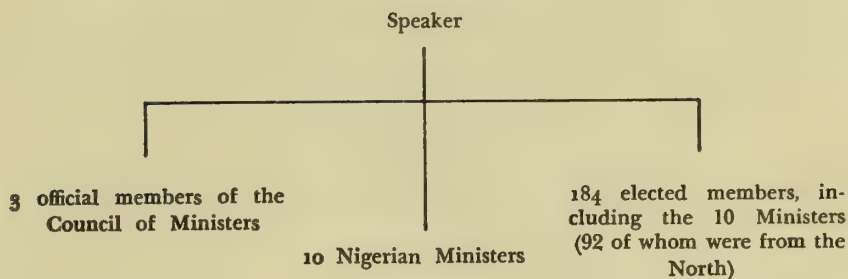 Speaker
3 official members of the
Council of Ministers
10 Nigerian Ministers
184 elected members, in-
cluding the 10 Ministers
(92 of whom were from the
North)